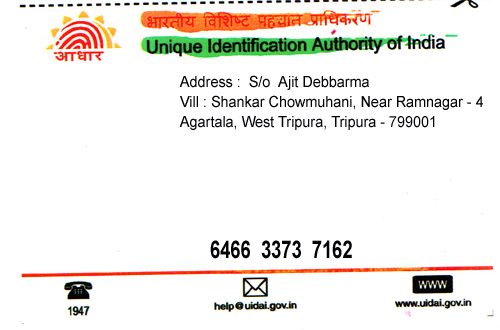 भारतीय विशिष्ट पहचान प्राधिकरण
Unique Identification Authority of India
आधार
Address : S/o Ajit Debbarma
Vill : Shankar Chowmuhani, Near Ramnagar - 4
Agartala, West Tripura, Tripura - 799001
6466 3373 7162
1947
help@uidai.gov.in
WWW
www.uidai.gov.in